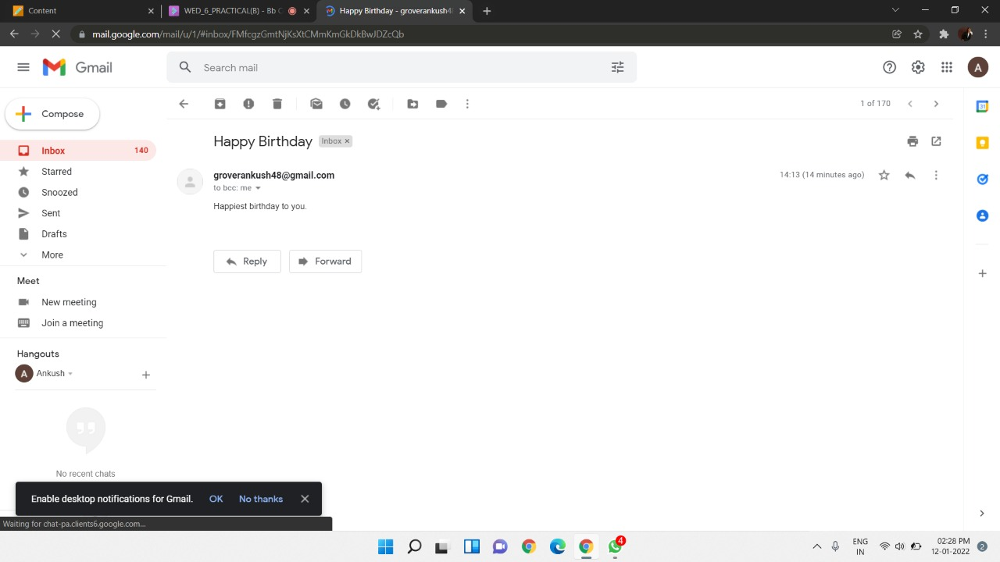 Content
WED_6_PRACTICAL(B) - Bb C
Happy Birthday - groverankush4
mail.google.com/mail/u/1/#inbox/FMfcgzGmtNjKsXtCMmKmGkDkBwJDZcQb
Gmail
Search mail
A
Compose
1 of 170
31
Inbox 140
Happy Birthday Inbox ×
Starred
groverankush48@gmail.com 14:13 (14 minutes ago)
to bcc: me
Snoozed
Happiest birthday to you.
Sent
Drafts
More
Reply Forward
Meet
New meeting
Join a meeting
Hangouts
A Ankush
No recent chats
Enable desktop notifications for Gmail. OK No thanks
Waiting for chat-pa.clients6.google.com...
4
ENG
IN
02:28 PM
12-01-2022
2